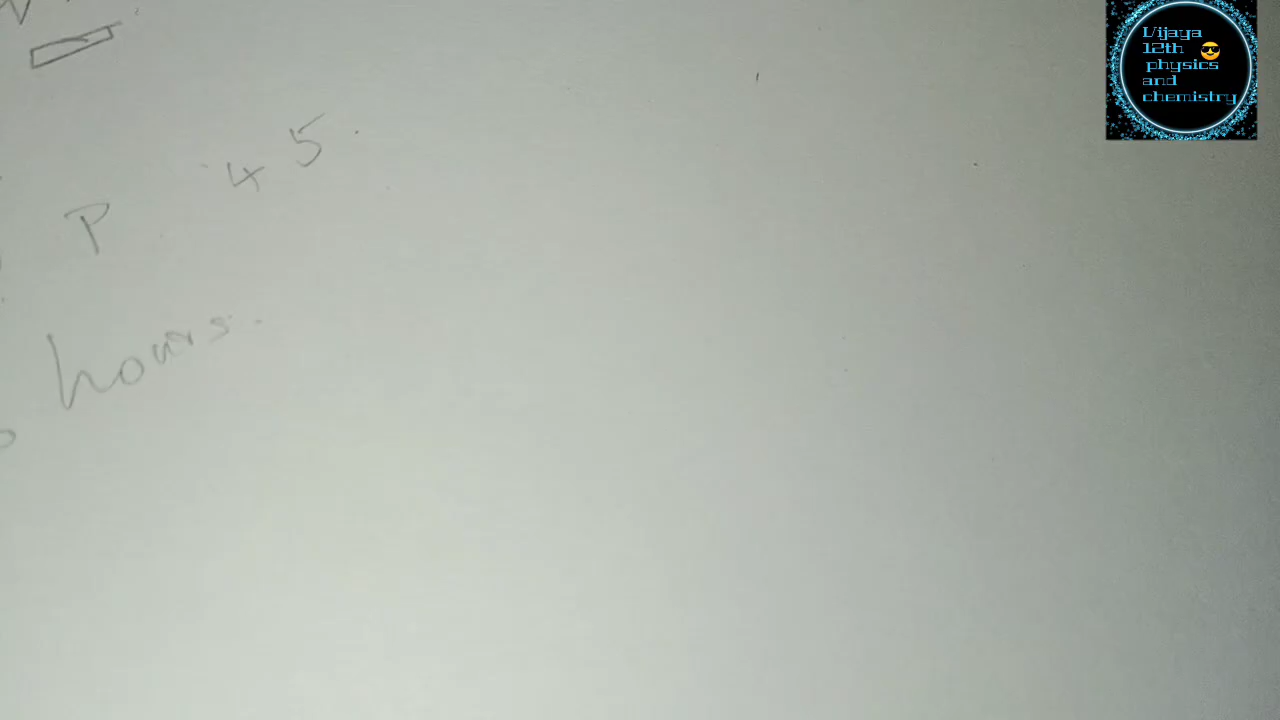 P 45
hours.
Vijaya
12th 😎
physics
and
chemistry